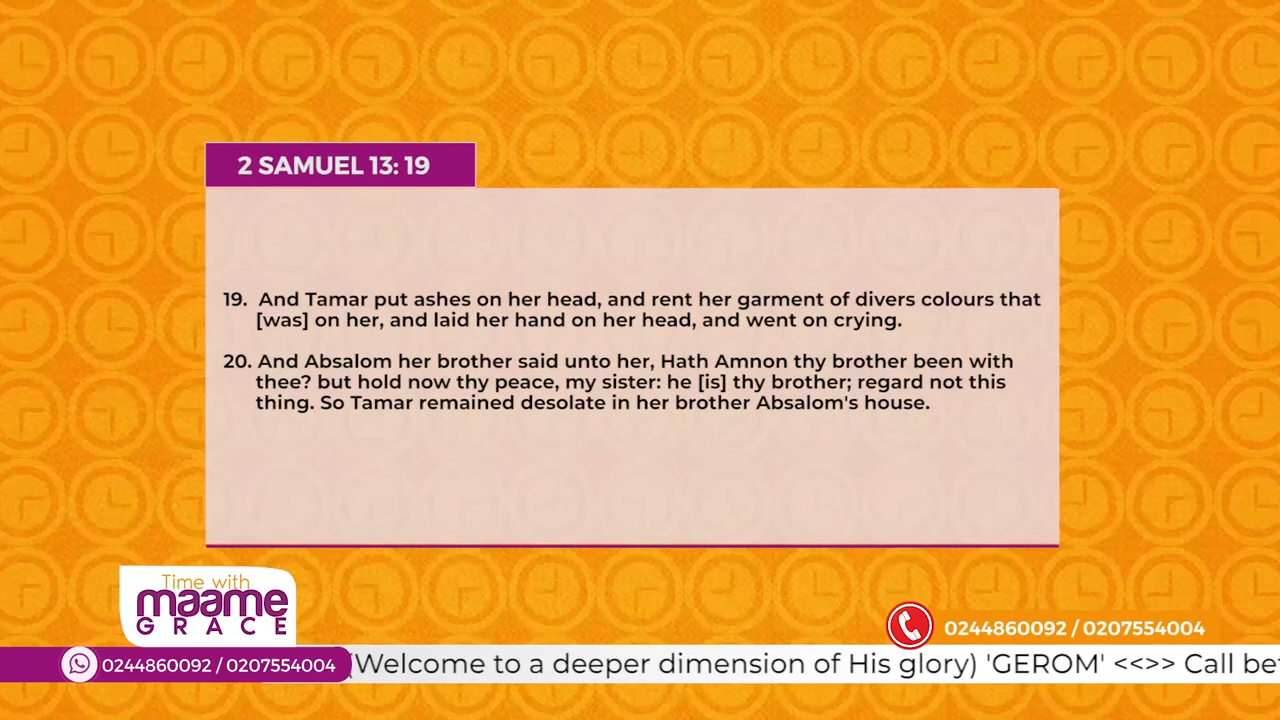 2 SAMUEL 13: 19
19. And Tamar put ashes on her head, and rent her garment of divers colours that
[was] on her, and laid her hand on her head, and went on crying.
20. And Absalom her brother said unto her, Hath Amnon thy brother been with
thee? but hold now thy peace, my sister: he [is] thy brother; regard not this
thing. So Tamar remained desolate in her brother Absalom's house.
Time with
maame
GRACE
0244860092 / 0207554004
0244860092 / 0207554004
(Welcome to a deeper dimension of His glory) 'GEROM' <<>> Call